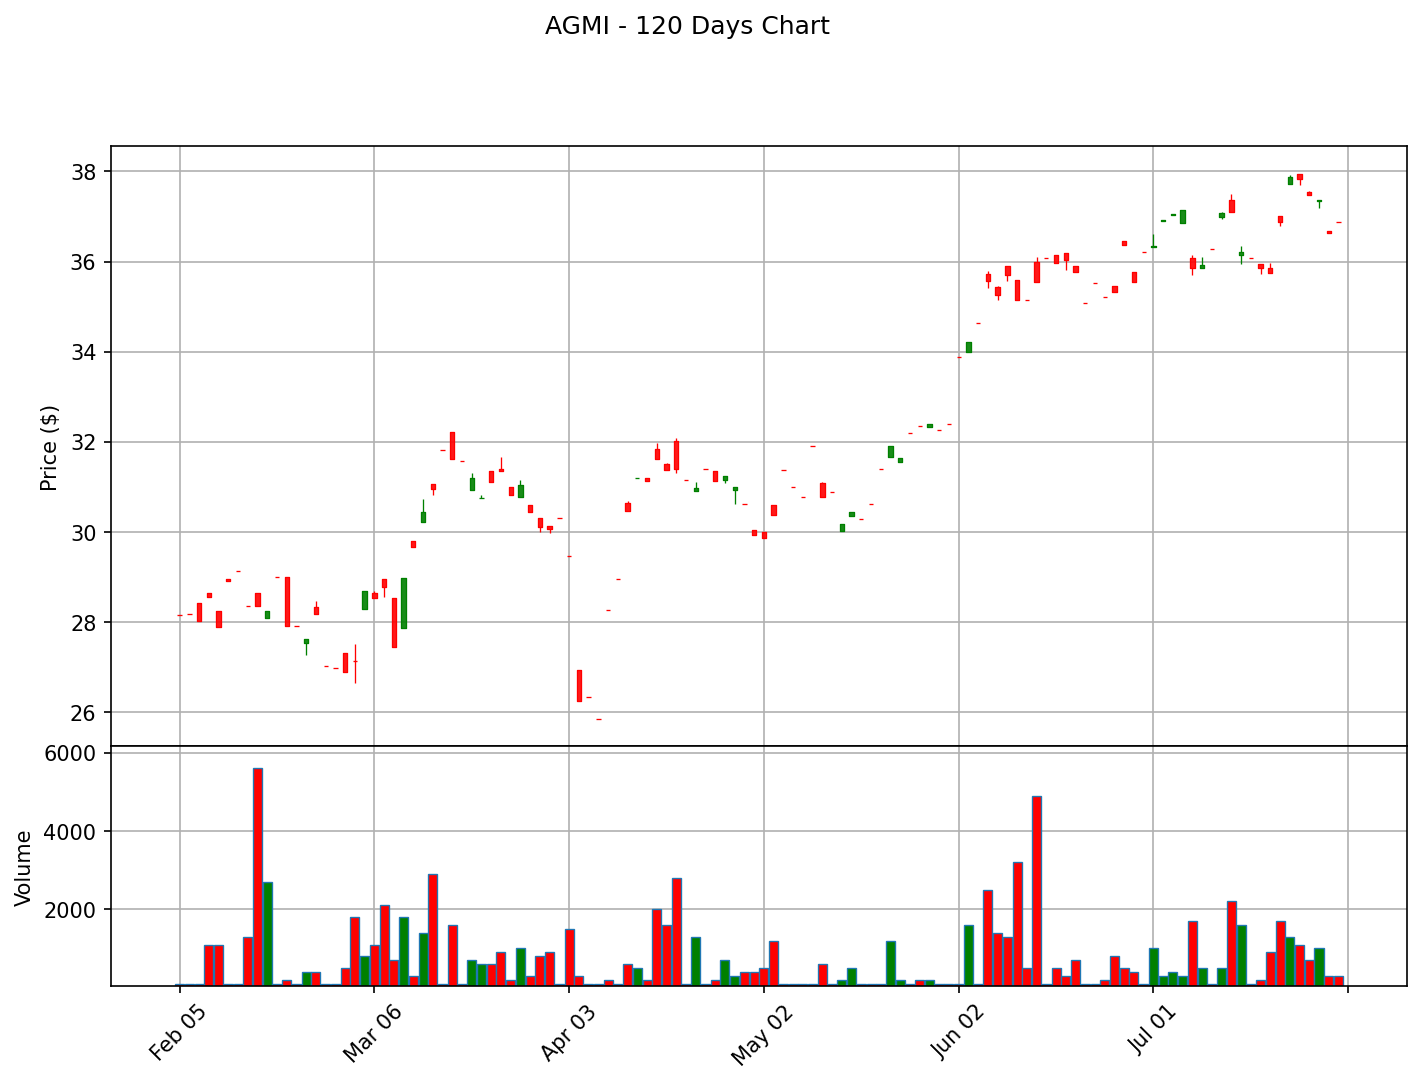 AGMI - 120 Days Chart
38
36
34
32
30
28
26
Price ($)
6000
4000
2000
Volume
Feb 05
Mar 06
Apr 03
May 02
Jun 02
Jul 01